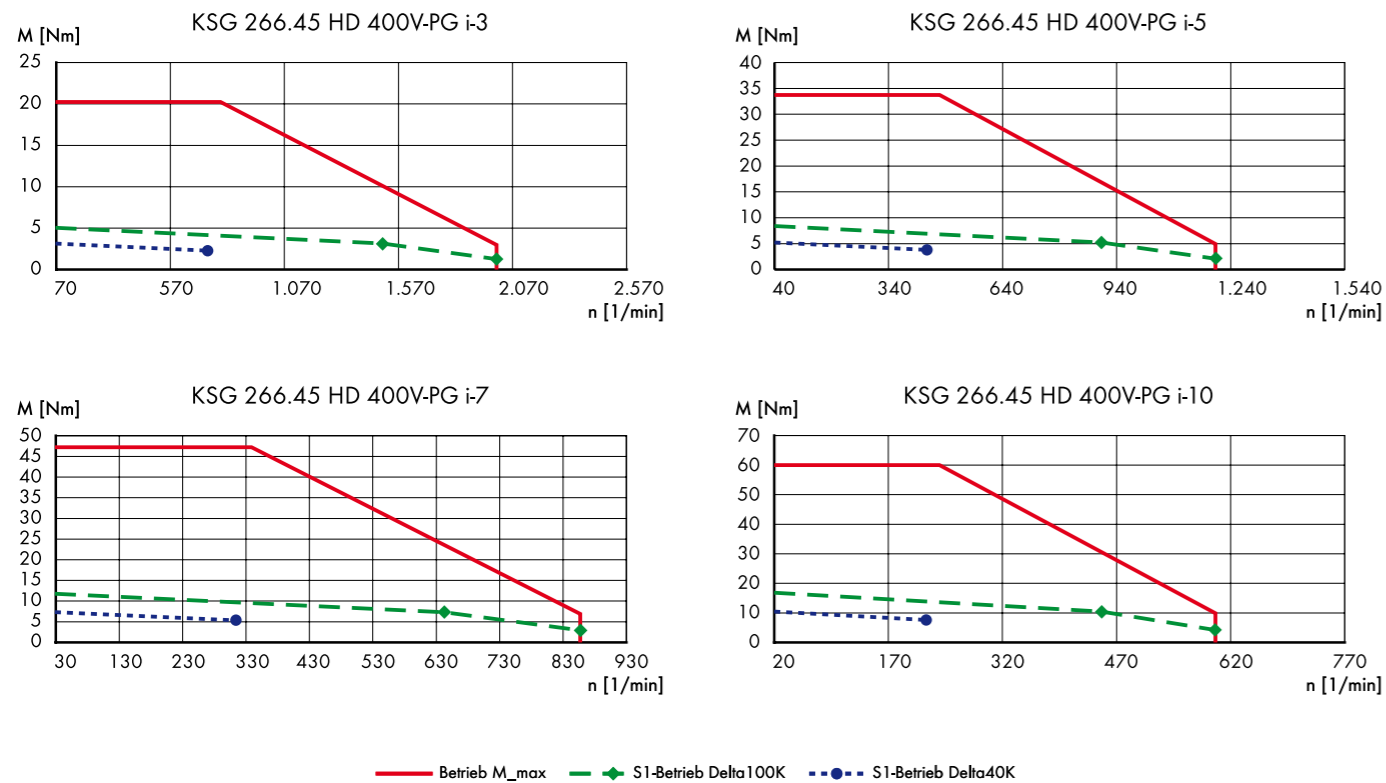 KSG 266.45 HD 400V-PG i-3
M [Nm]
25
20
15
10
5
0
70 570 1.070 1.570 2.070 2.570
n [1/min]
KSG 266.45 HD 400V-PG i-5
M [Nm]
40
35
30
25
20
15
10
5
0
40 340 640 940 1.240 1.540
n [1/min]
KSG 266.45 HD 400V-PG i-7
M [Nm]
50
45
40
35
30
25
20
15
10
5
0
30 130 230 330 430 530 630 730 830 930
n [1/min]
KSG 266.45 HD 400V-PG i-10
M [Nm]
70
60
50
40
30
20
10
0
20 170 320 470 620 770
n [1/min]
Betrieb M_max S1-Betrieb Delta100K S1-Betrieb Delta40K